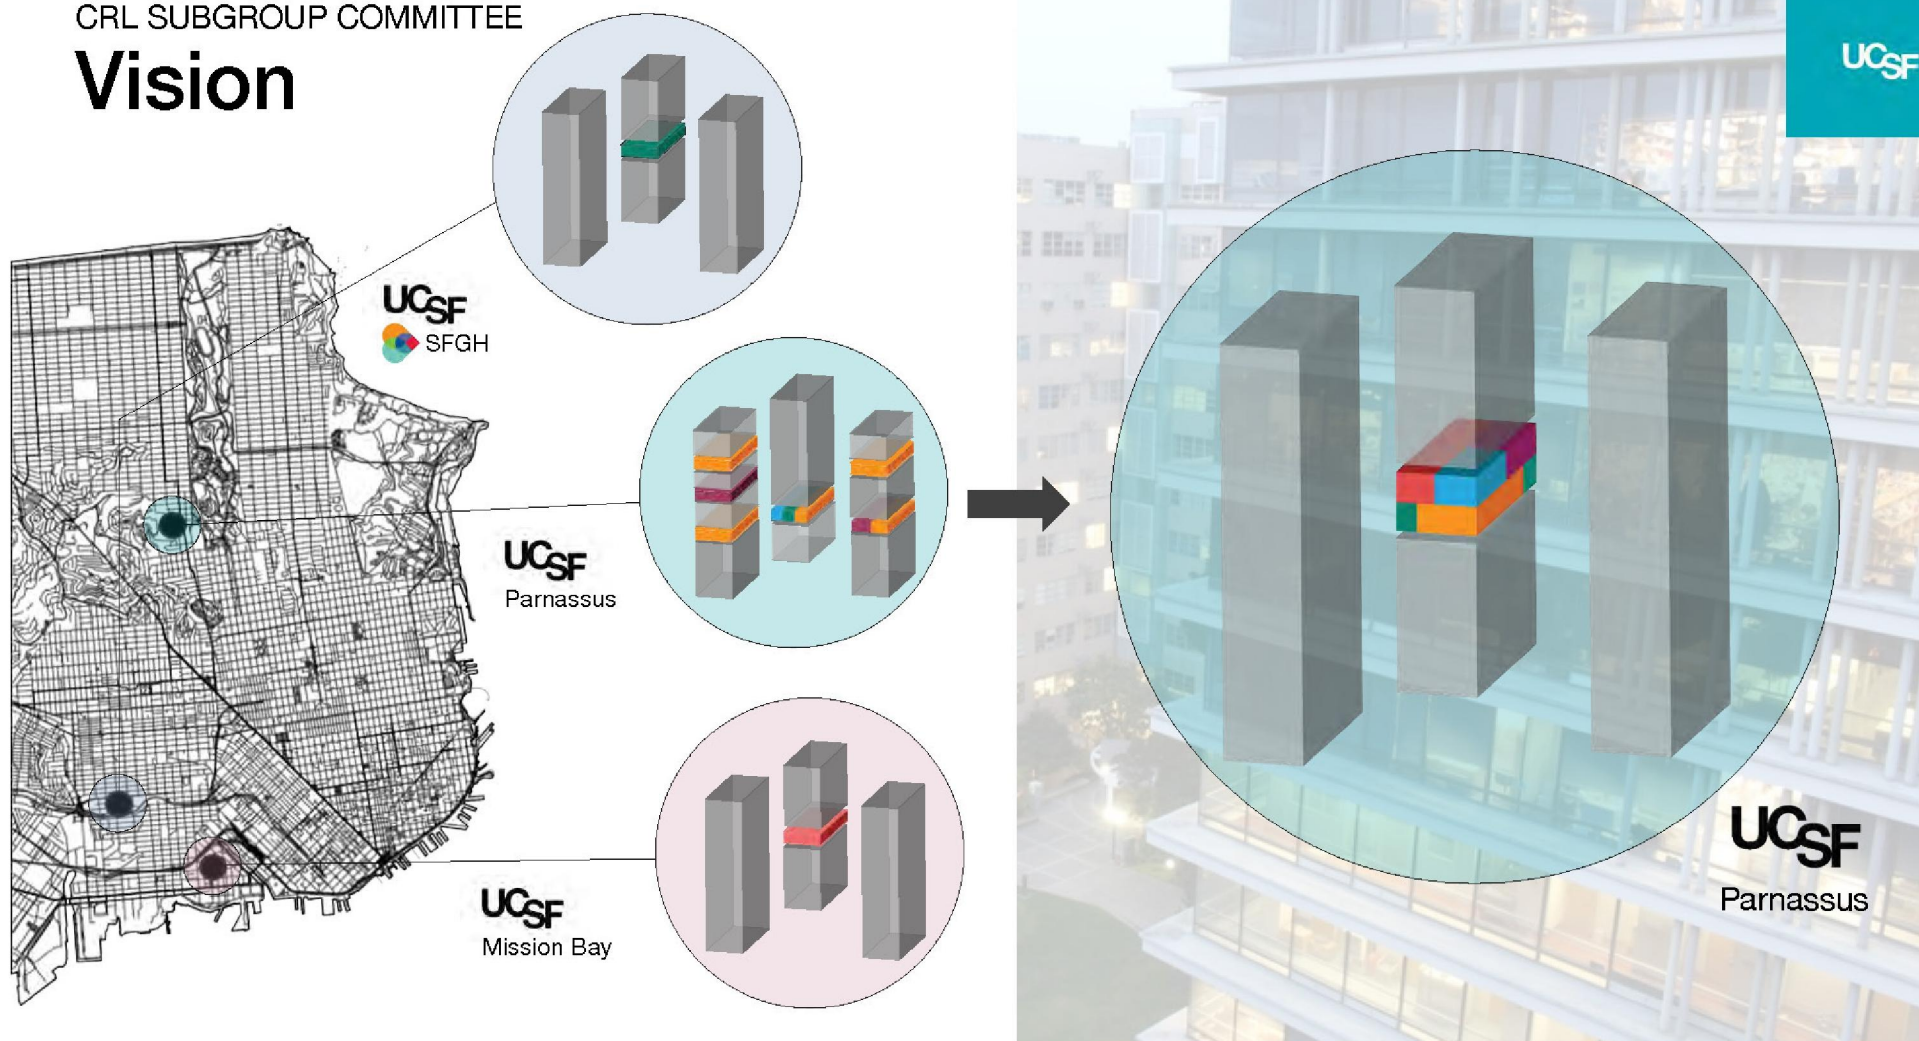 CRL SUBGROUP COMMITTEE
Vision
UCSF
SFGH
UCSF
Parnassus
UCSF
Mission Bay
UCSF
UCSF
Parnassus